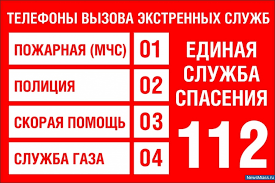 ТЕЛЕФОНЫ ВЫЗОВА ЭКСТРЕННЫХ СЛУЖБ
ПОЖАРНАЯ (МЧС) 01
ПОЛИЦИЯ 02
СКОРАЯ ПОМОЩЬ 03
СЛУЖБА ГАЗА 04
ЕДИНАЯ
СЛУЖБА
СПАСЕНИЯ
112